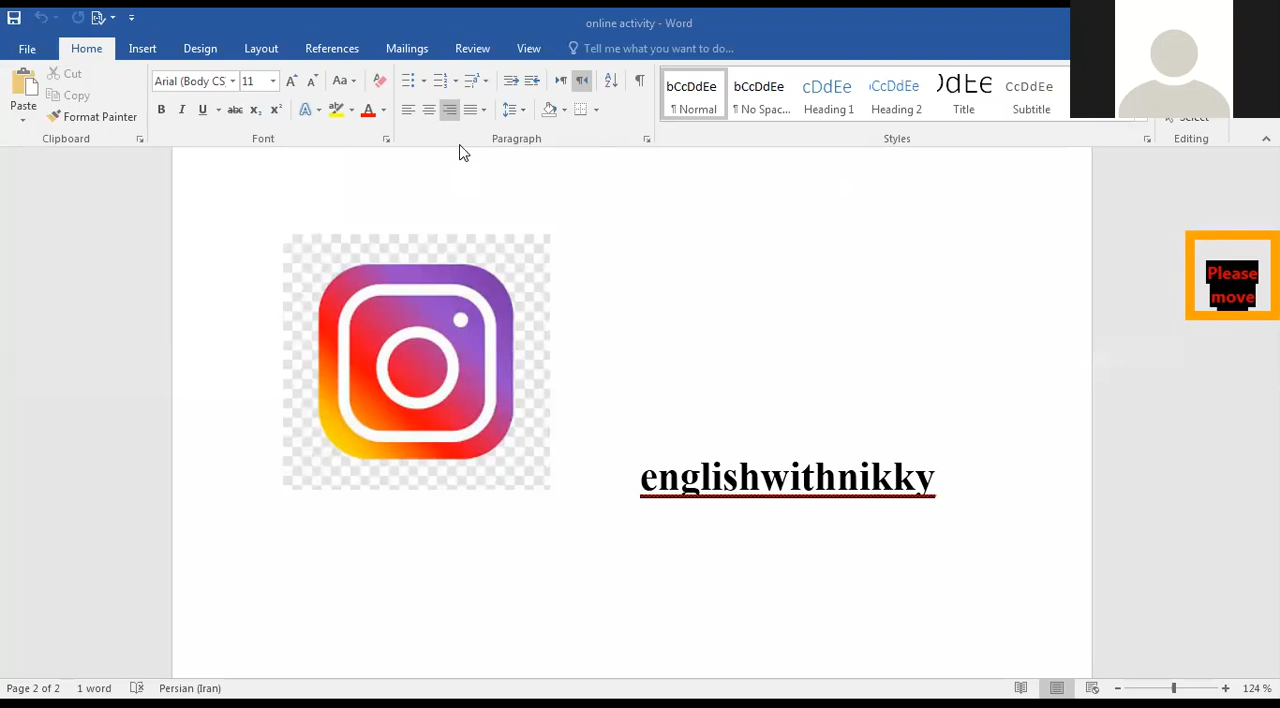 online activity - Word
File Home Insert Design Layout References Mailings Review View Tell me what you want to do...
Paste
Cut
Copy
Format Painter
Clipboard
Arial (Body CS 11
Font
Paragraph
bCcDdEe
¶ Normal
bCcDdEe
¶ No Spac...
cDdEe
Heading 1
CcDdEe
Heading 2
Title
CcDdEe
Subtitle
Styles
Select
Editing
Please
move
englishwithnikky
Page 2 of 2 1 word Persian (Iran) 124 %